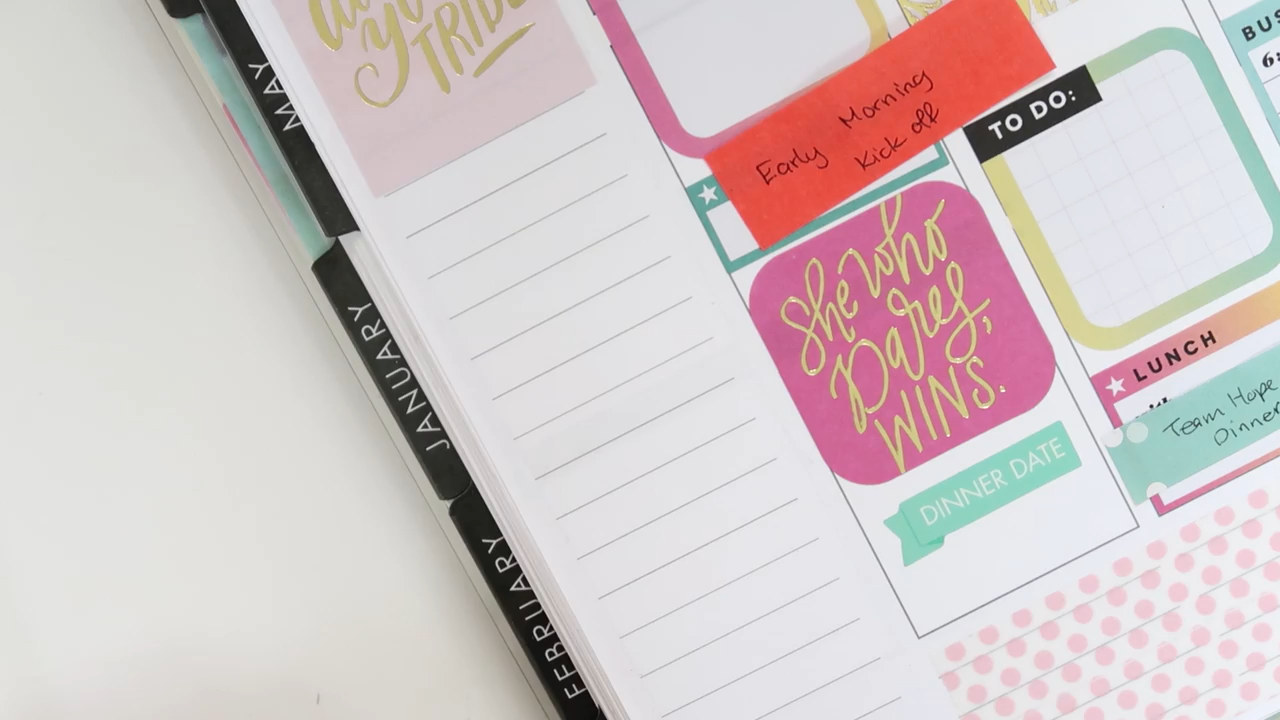 TRIBE
MAY
JANUARY
FEBRUARY
Early Morning
Kick off
TO DO:
She who
Dares,
WINS.
DINNER DATE
LUNCH
Team Hope
Dinner